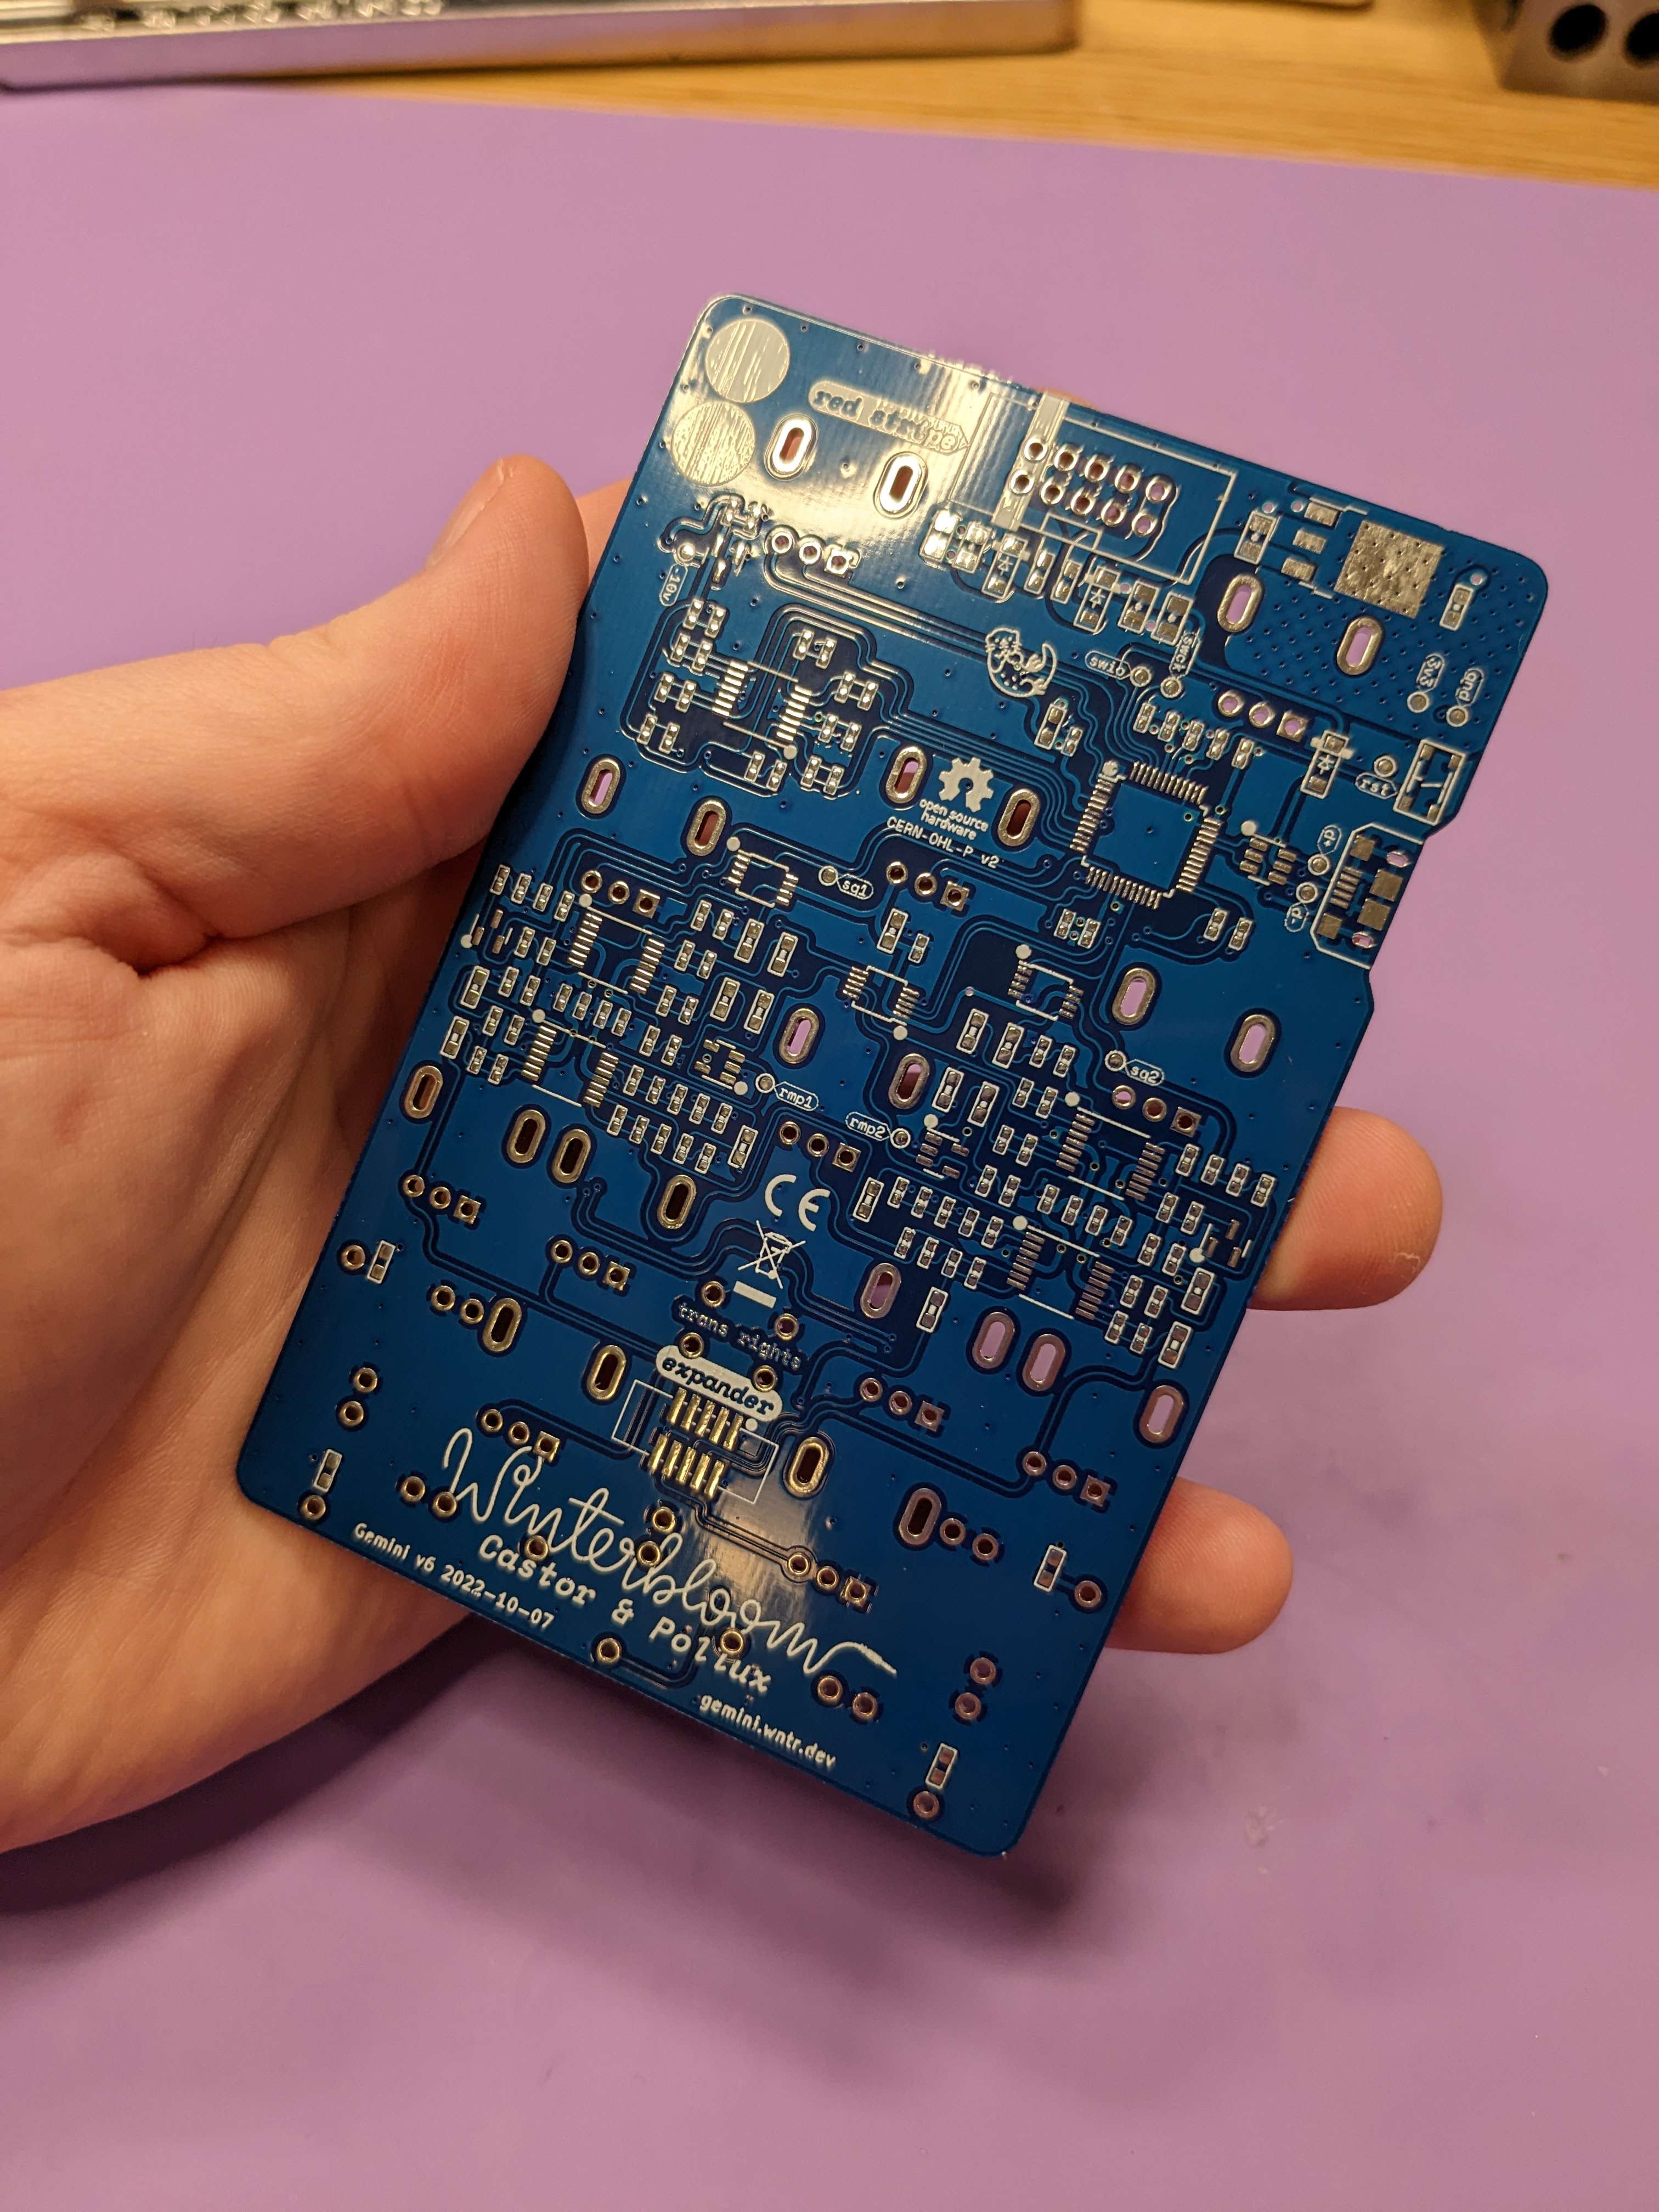 red stripe
-10v
swio
swck
3v3
gnd
rst
open source
hardware
CERN-OHL-P v2
D+
D-
sq1
sq2
rmp1
rmp2
CE
trans rights
expander
Winterbloom
Castor & Pollux
Gemini v6 2022-10-07
gemini.wntr.dev